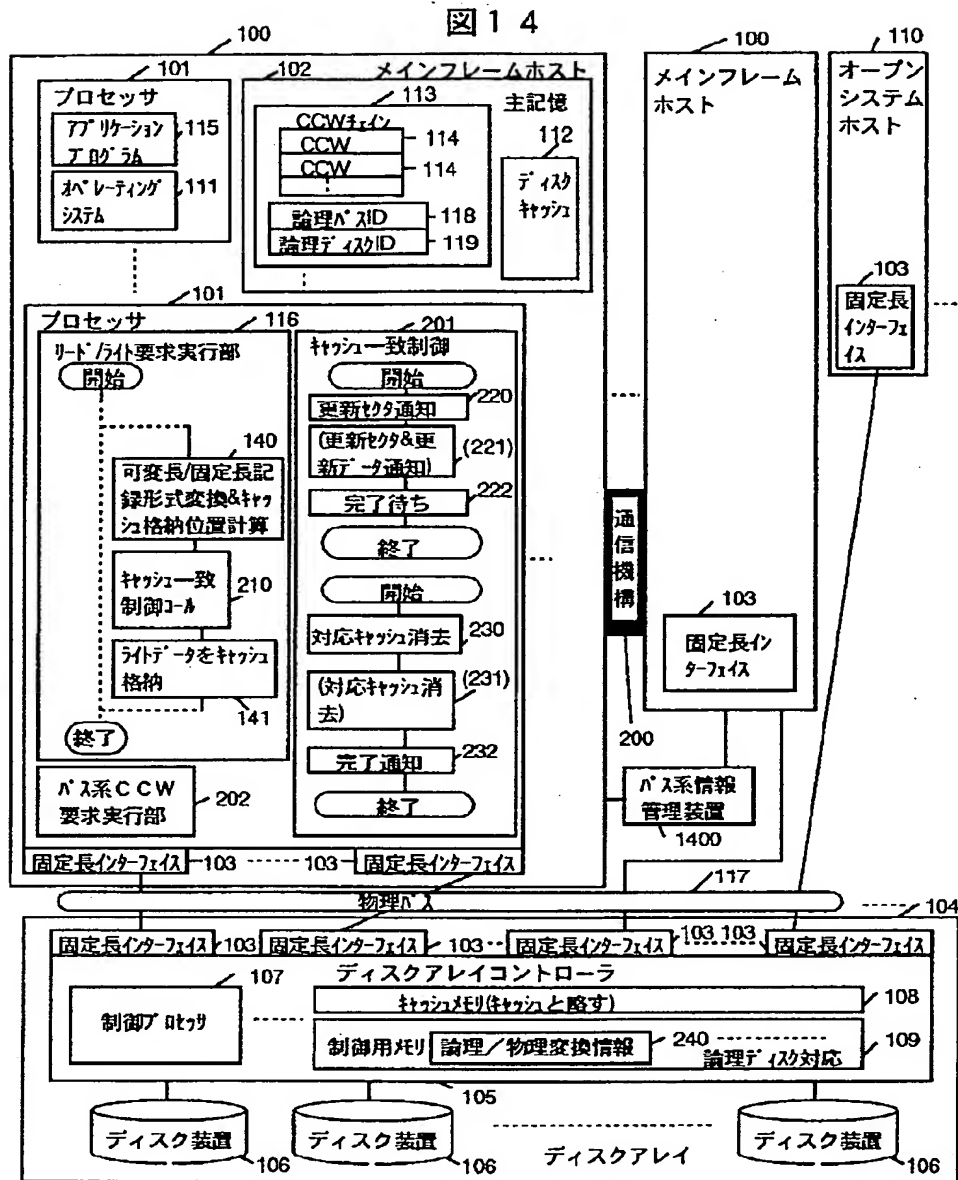 図14
100
メインフレームホスト
101
プロセッサ
アプリケーション
プログラム
115
オペレーティング
システム
111
102
主記憶
113
CCWチェイン
CCW
114
CCW
114
論理パスID
118
論理ディスクID
119
112
ディスク
キャッシュ
101
プロセッサ
116
リード/ライト要求実行部
開始
140
可変長/固定長記
録形式変換&キャッ
シュ格納位置計算
キャッシュ一致
制御コール
210
ライトデータをキャッシュ
格納
141
終了
パス系CCW
要求実行部
202
201
キャッシュ一致制御
開始
更新セクタ通知
220
(更新セクタ&更
新データ通知)
(221)
完了待ち
222
終了
開始
対応キャッシュ消去
230
(対応キャッシュ消
去)
(231)
完了通知
232
終了
固定長インターフェイス
103
103
固定長インターフェイス
通信機構
200
100
メインフレーム
ホスト
103
固定長イン
ターフェイス
110
オープン
システム
ホスト
103
固定長
インターフェ
イス
パス系情報
管理装置
1400
117
物理パス
104
固定長インターフェイス
103
固定長インターフェイス
103
固定長インターフェイス
103
103
固定長インターフェイス
ディスクアレイコントローラ
107
制御プロセッサ
キャッシュメモリ(キャッシュと略す)
108
制御用メモリ
論理/物理変換情報
240
論理ディスク対応
109
105
ディスク装置
106
ディスク装置
106
ディスクアレイ
ディスク装置
106